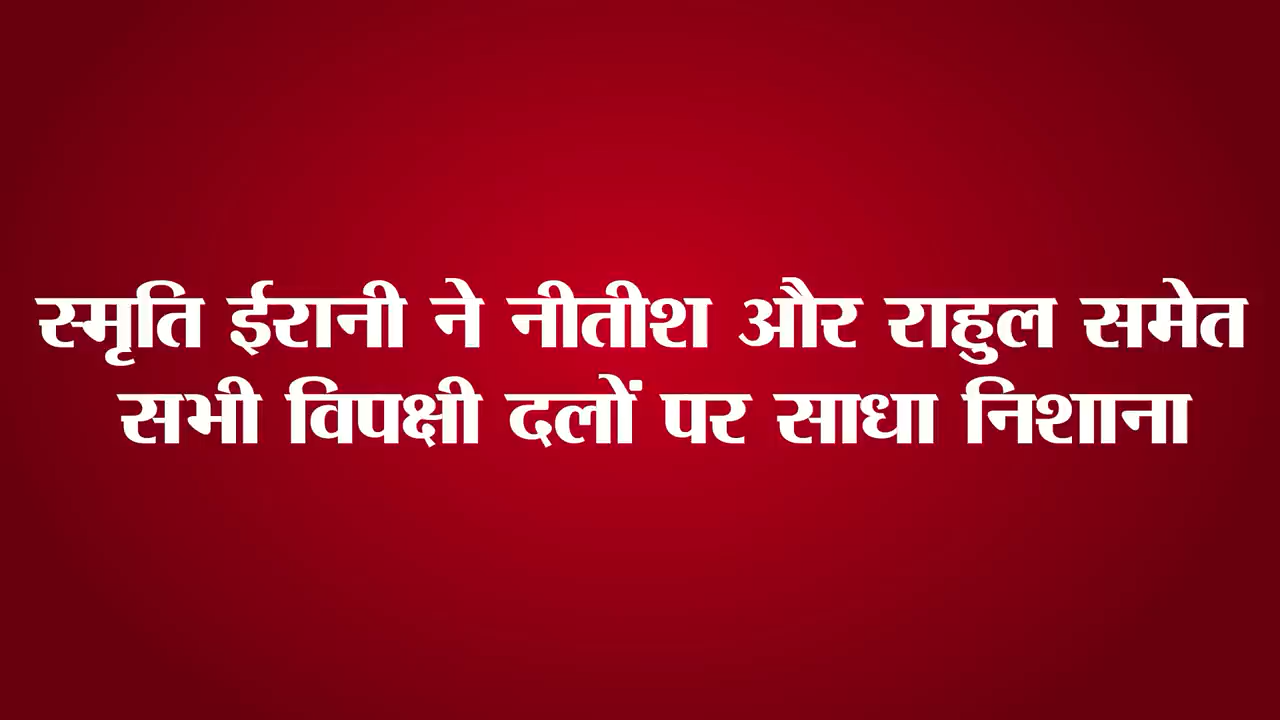 स्मृति ईरानी ने नीतीश और राहुल समेत
सभी विपक्षी दलों पर साधा निशाना